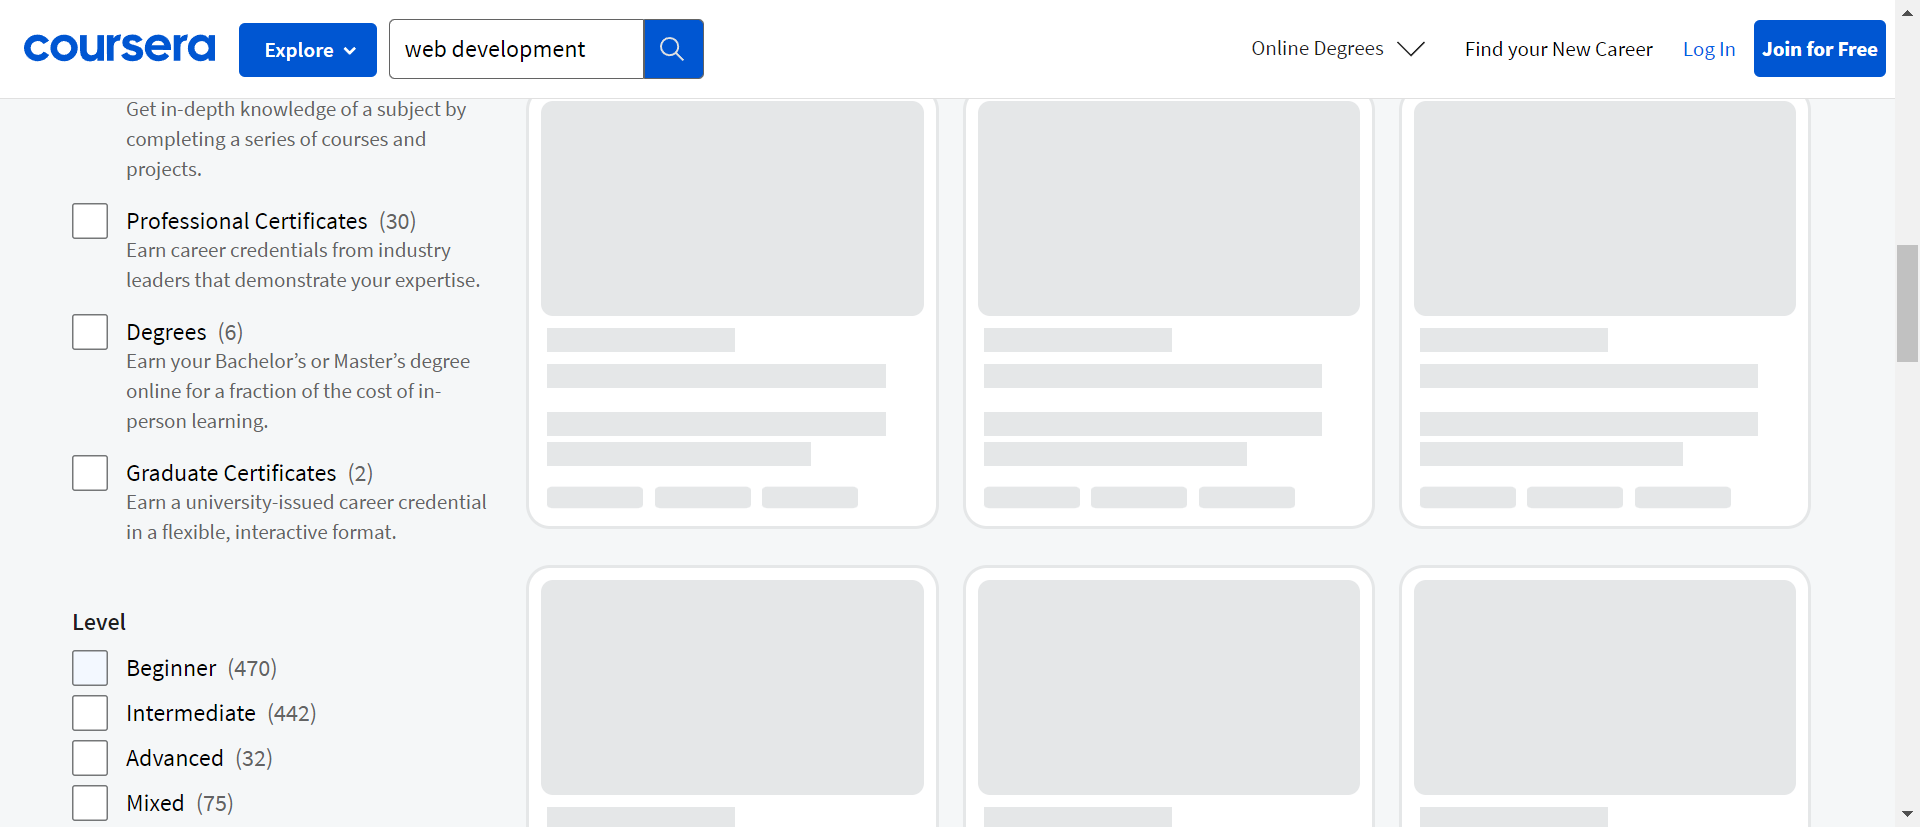 coursera
Explore
web development
Online Degrees
Find your New Career
Log In
Join for Free
Get in-depth knowledge of a subject by
completing a series of courses and
projects.
Professional Certificates (30)
Earn career credentials from industry
leaders that demonstrate your expertise.
Degrees (6)
Earn your Bachelor’s or Master’s degree
online for a fraction of the cost of in-
person learning.
Graduate Certificates (2)
Earn a university-issued career credential
in a flexible, interactive format.
Level
Beginner (470)
Intermediate (442)
Advanced (32)
Mixed (75)